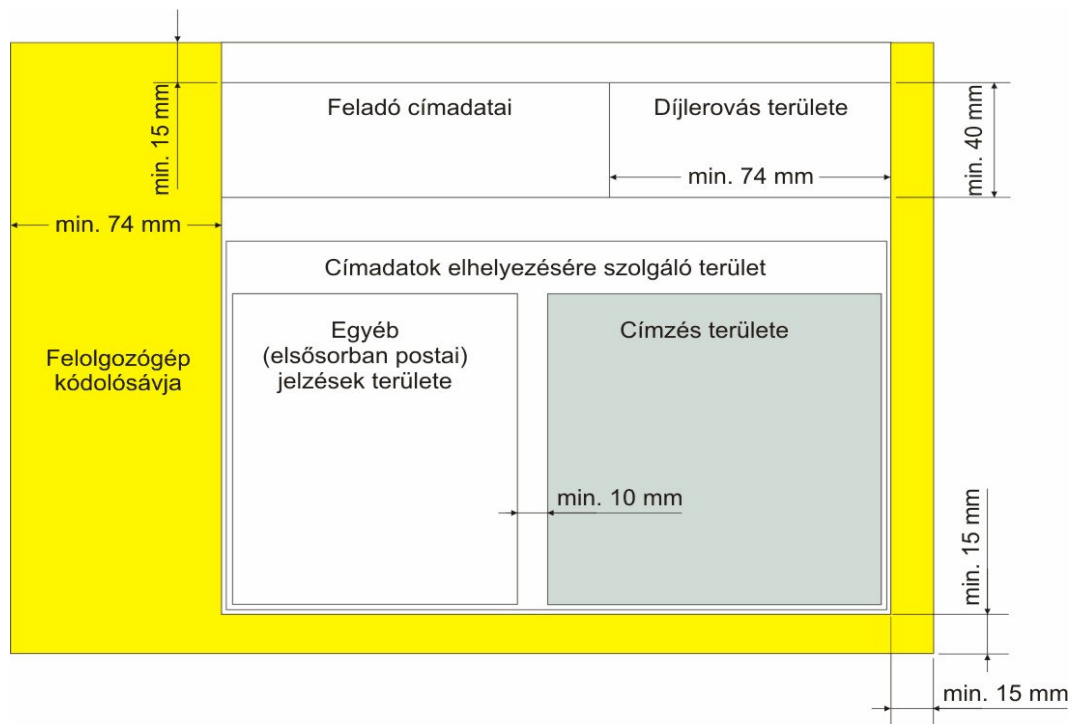 min. 15 mm
Feladó címadatai
Díjlerovás területe
min. 40 mm
min. 74 mm
min. 74 mm
Címadatok elhelyezésére szolgáló terület
Egyéb
(elsősorban postai)
jelzések területe
Címzés területe
Felolgozógép
kódolósávja
min. 10 mm
min. 15 mm
min. 15 mm